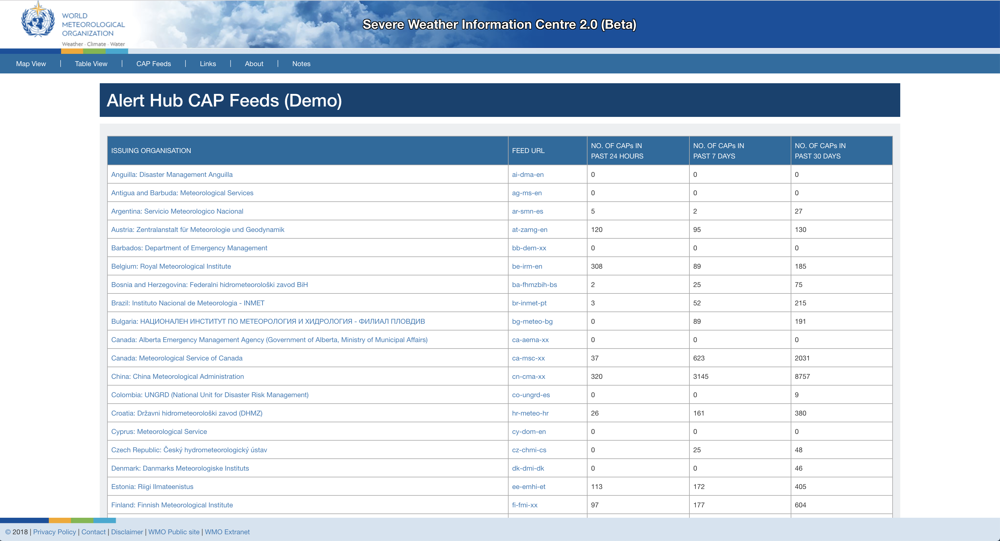 WORLD
METEOROLOGICAL
ORGANIZATION
Weather · Climate · Water
Severe Weather Information Centre 2.0 (Beta)
Map View | Table View | CAP Feeds | Links | About | Notes
Alert Hub CAP Feeds (Demo)
ISSUING ORGANISATION FEED URL NO. OF CAPs IN PAST 24 HOURS NO. OF CAPs IN PAST 7 DAYS NO. OF CAPs IN PAST 30 DAYS
Anguilla: Disaster Management Anguilla ai-dma-en 0 0 0
Antigua and Barbuda: Meteorological Services ag-ms-en 0 0 0
Argentina: Servicio Meteorologico Nacional ar-smn-es 5 2 27
Austria: Zentralanstalt für Meteorologie und Geodynamik at-zamg-en 120 95 130
Barbados: Department of Emergency Management bb-dem-xx 0 0 0
Belgium: Royal Meteorological Institute be-irm-en 308 89 185
Bosnia and Herzegovina: Federalni hidrometeorološki zavod BiH ba-fhmzbih-bs 2 25 75
Brazil: Instituto Nacional de Meteorologia - INMET br-inmet-pt 3 52 215
Bulgaria: НАЦИОНАЛЕН ИНСТИТУТ ПО МЕТЕОРОЛОГИЯ И ХИДРОЛОГИЯ - ФИЛИАЛ ПЛОВДИВ bg-meteo-bg 0 89 191
Canada: Alberta Emergency Management Agency (Government of Alberta, Ministry of Municipal Affairs) ca-aema-xx 0 0 0
Canada: Meteorological Service of Canada ca-msc-xx 37 623 2031
China: China Meteorological Administration cn-cma-xx 320 3145 8757
Colombia: UNGRD (National Unit for Disaster Risk Management) co-ungrd-es 0 0 9
Croatia: Državni hidrometeorološki zavod (DHMZ) hr-meteo-hr 26 161 380
Cyprus: Meteorological Service cy-dom-en 0 0 0
Czech Republic: Český hydrometeorologický ústav cz-chmi-cs 0 25 48
Denmark: Danmarks Meteorologiske Instituts dk-dmi-dk 0 0 46
Estonia: Riigi Ilmateenistus ee-emhi-et 113 172 405
Finland: Finnish Meteorological Institute fi-fmi-xx 97 177 604
© 2018 | Privacy Policy | Contact | Disclaimer | WMO Public site | WMO Extranet